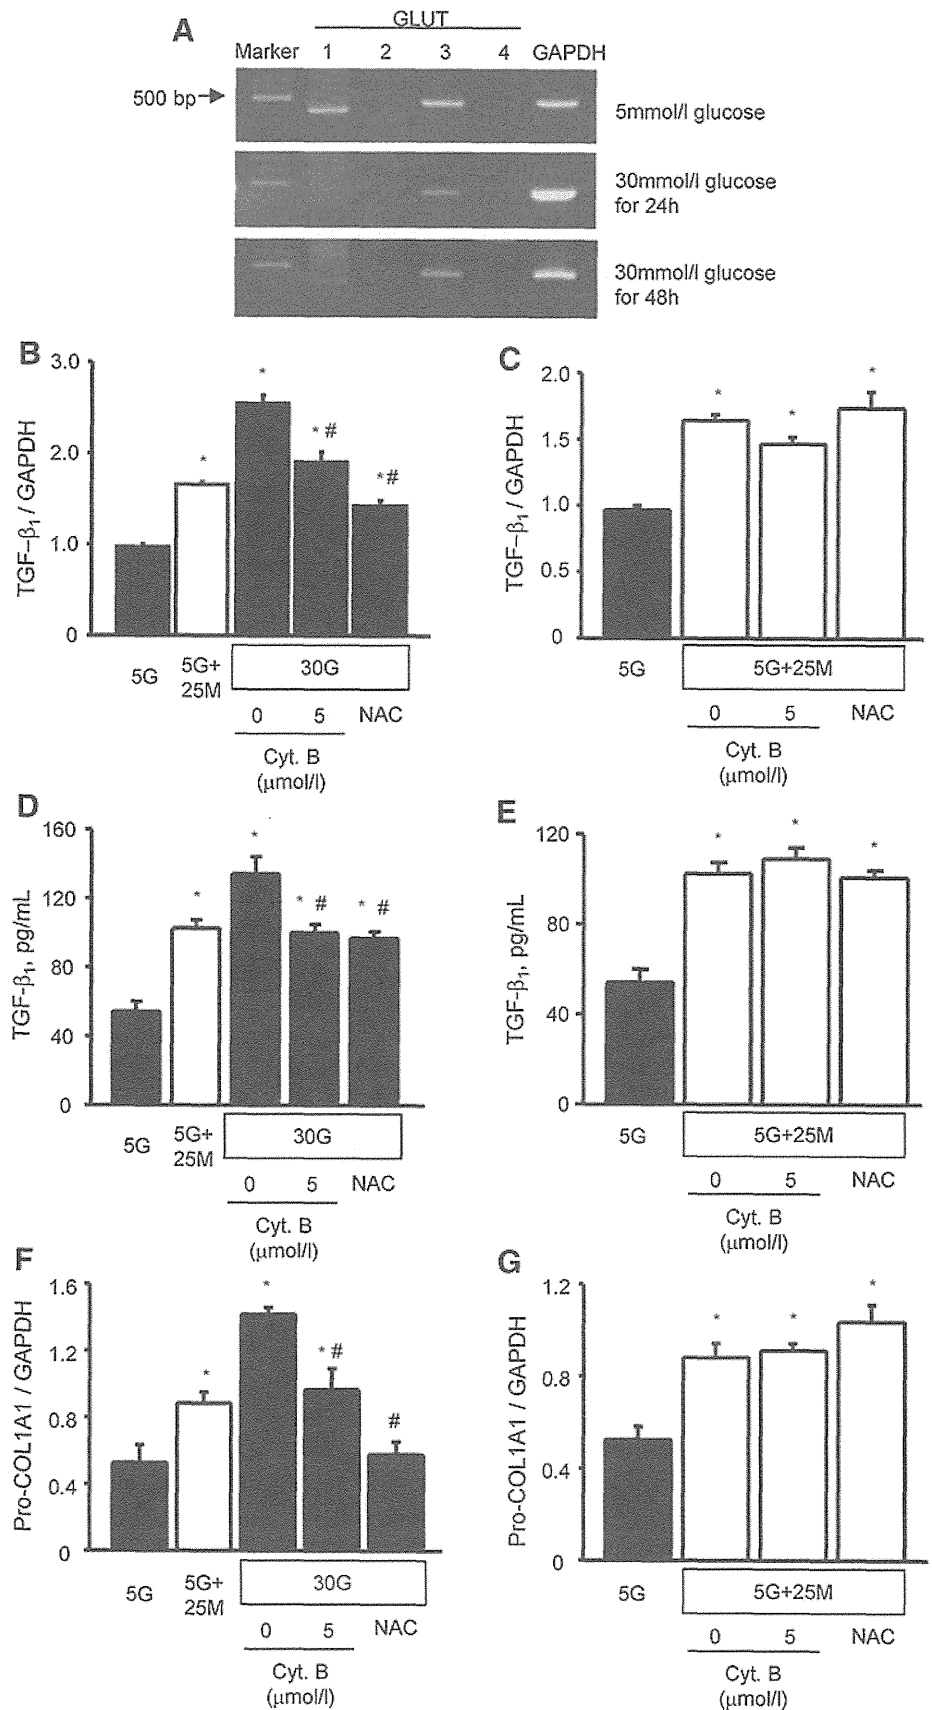 A
GLUT
Marker 1 2 3 4 GAPDH
500 bp
5mmol/l glucose
30mmol/l glucose
for 24h
30mmol/l glucose
for 48h
B
TGF–β1 / GAPDH
3.0
2.0
1.0
0
*
*
* #
*#
5G
5G+
25M
30G
0 5 NAC
Cyt. B
(μmol/l)
C
TGF–β1 / GAPDH
2.0
1.5
1.0
0.5
0
*
*
*
5G
5G+25M
0 5 NAC
Cyt. B
(μmol/l)
D
TGF-β1, pg/mL
160
120
80
40
0
*
*
* #
* #
5G
5G+
25M
30G
0 5 NAC
Cyt. B
(μmol/l)
E
TGF-β1, pg/mL
120
80
40
0
*
*
*
5G
5G+25M
0 5 NAC
Cyt. B
(μmol/l)
F
Pro-COL1A1 / GAPDH
1.6
1.2
0.8
0.4
0
*
*
* #
#
5G
5G+
25M
30G
0 5 NAC
Cyt. B
(μmol/l)
G
Pro-COL1A1 / GAPDH
1.2
0.8
0.4
0
*
*
*
5G
5G+25M
0 5 NAC
Cyt. B
(μmol/l)